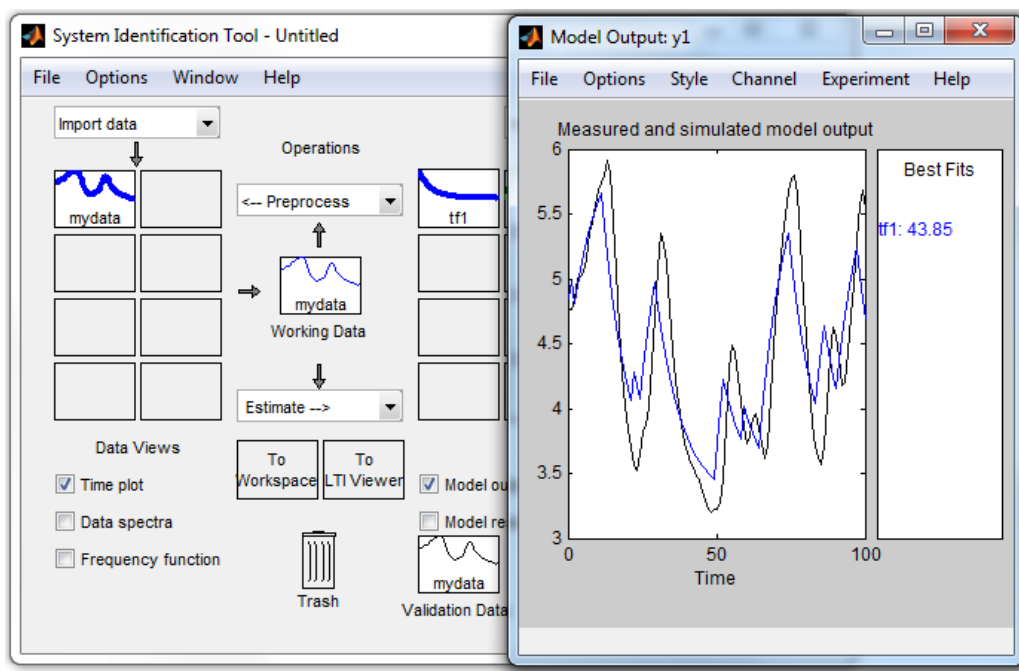 System Identification Tool - Untitled
File Options Window Help
Import data
Operations
mydata
<-- Preprocess
tf1
mydata
Working Data
Estimate -->
Data Views
To
Workspace
To
LTI Viewer
Time plot
Data spectra
Frequency function
Model ou
Model re
Trash
mydata
Validation Data
Model Output: y1
File Options Style Channel Experiment Help
Measured and simulated model output
6
5.5
5
4.5
4
3.5
3
0 50 100
Time
Best Fits
tf1: 43.85